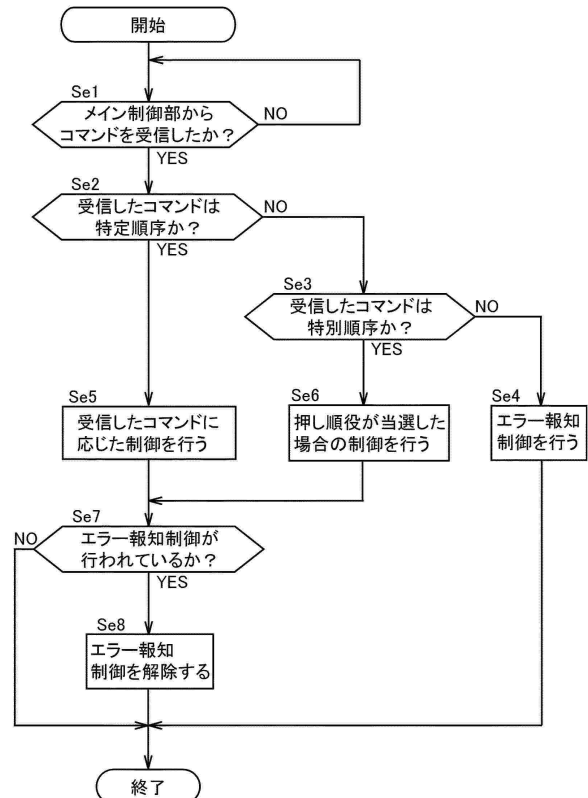 開始
Se1
メイン制御部から
コマンドを受信したか?
NO
YES
Se2
受信したコマンドは
特定順序か?
NO
YES
Se3
受信したコマンドは
特別順序か?
NO
YES
Se5
受信したコマンドに
応じた制御を行う
Se6
押し順役が当選した
場合の制御を行う
Se4
エラー報知
制御を行う
Se7
エラー報知制御が
行われているか?
NO
YES
Se8
エラー報知
制御を解除する
終了